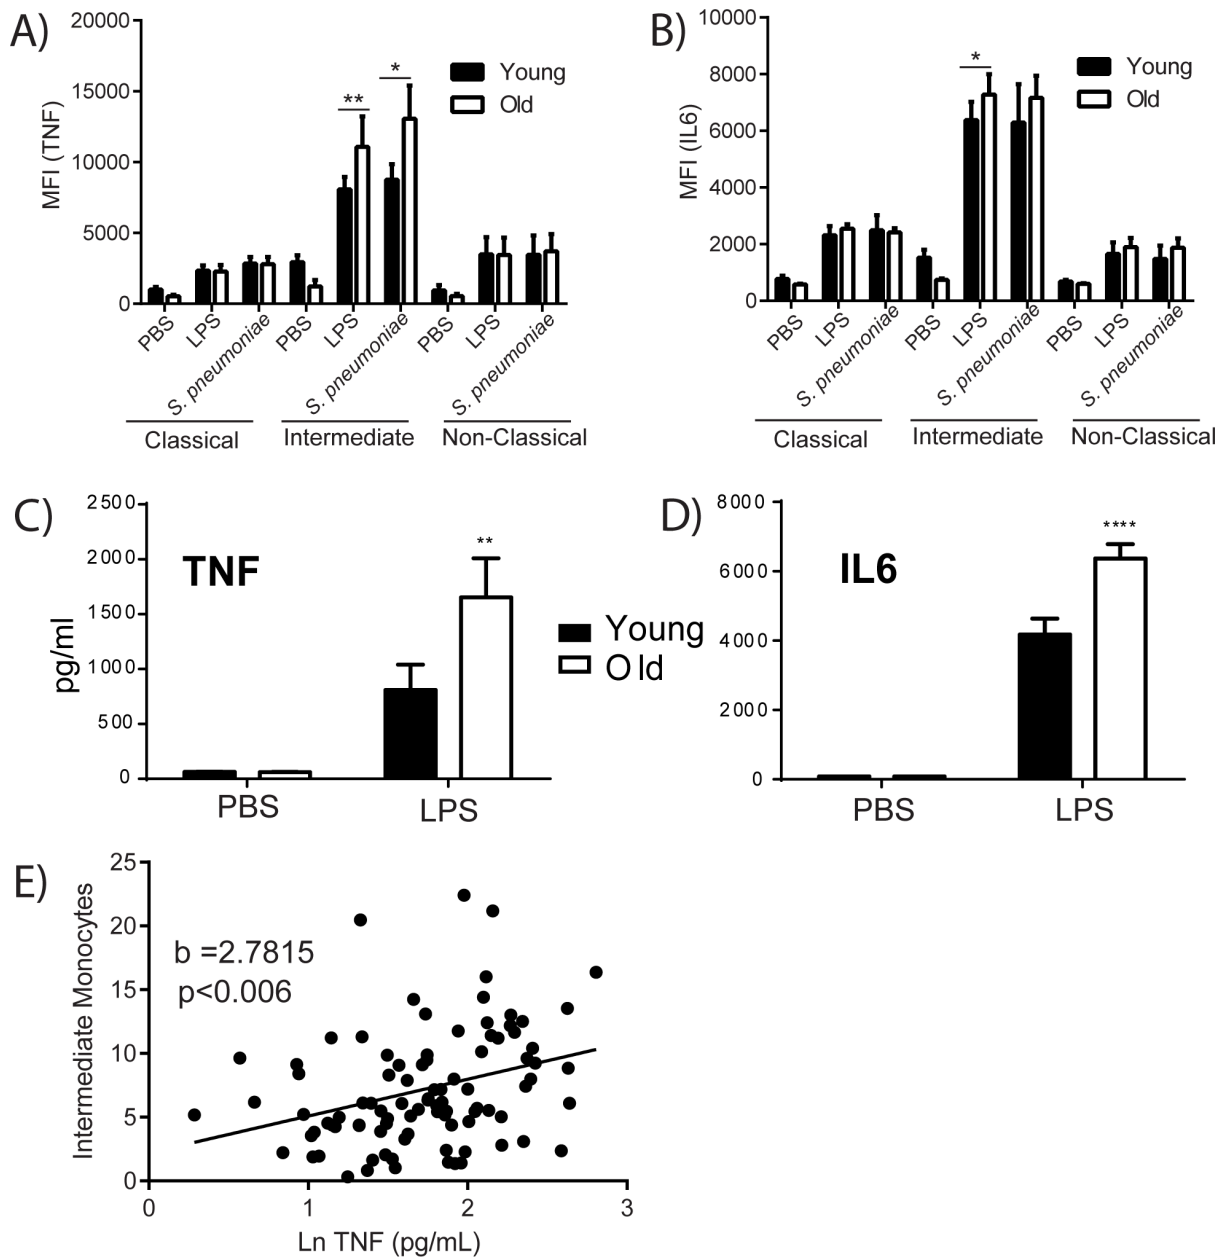 A)
MFI (TNF)
20000
15000
10000
5000
0
Young
Old
**
*
PBS
LPS
S. pneumoniae
PBS
LPS
S. pneumoniae
PBS
LPS
S. pneumoniae
Classical
Intermediate
Non-Classical
B)
MFI (IL6)
10000
8000
6000
4000
2000
0
Young
Old
*
PBS
LPS
S. pneumoniae
PBS
LPS
S. pneumoniae
PBS
LPS
S. pneumoniae
Classical
Intermediate
Non-Classical
C)
pg/ml
2500
2000
1500
1000
500
0
TNF
**
PBS
LPS
Young
Old
D)
8000
6000
4000
2000
0
IL6
****
PBS
LPS
E)
Intermediate Monocytes
25
20
15
10
5
0
b =2.7815
p<0.006
0
1
2
3
Ln TNF (pg/mL)